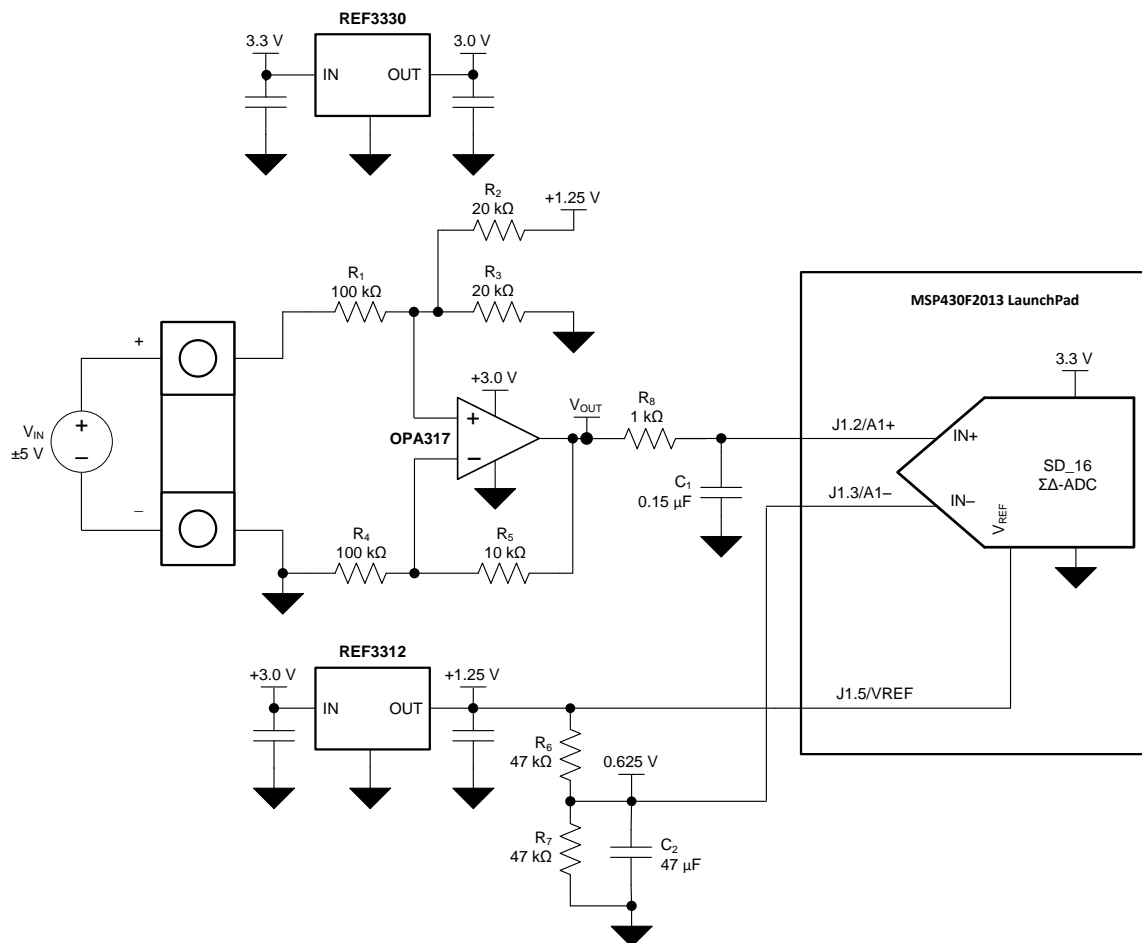 REF3330
3.3 V
3.0 V
IN
OUT
R2
20 kΩ
+1.25 V
R1
100 kΩ
R3
20 kΩ
MSP430F2013 LaunchPad
+
3.3 V
+3.0 V
VOUT
R8
1 kΩ
J1.2/A1+
IN+
VIN
±5 V
+
−
OPA317
+
−
SD_16
ΣΔ-ADC
C1
0.15 µF
J1.3/A1−
IN−
VREF
−
R4
100 kΩ
R5
10 kΩ
REF3312
+3.0 V
+1.25 V
IN
OUT
J1.5/VREF
R6
47 kΩ
0.625 V
R7
47 kΩ
C2
47 µF